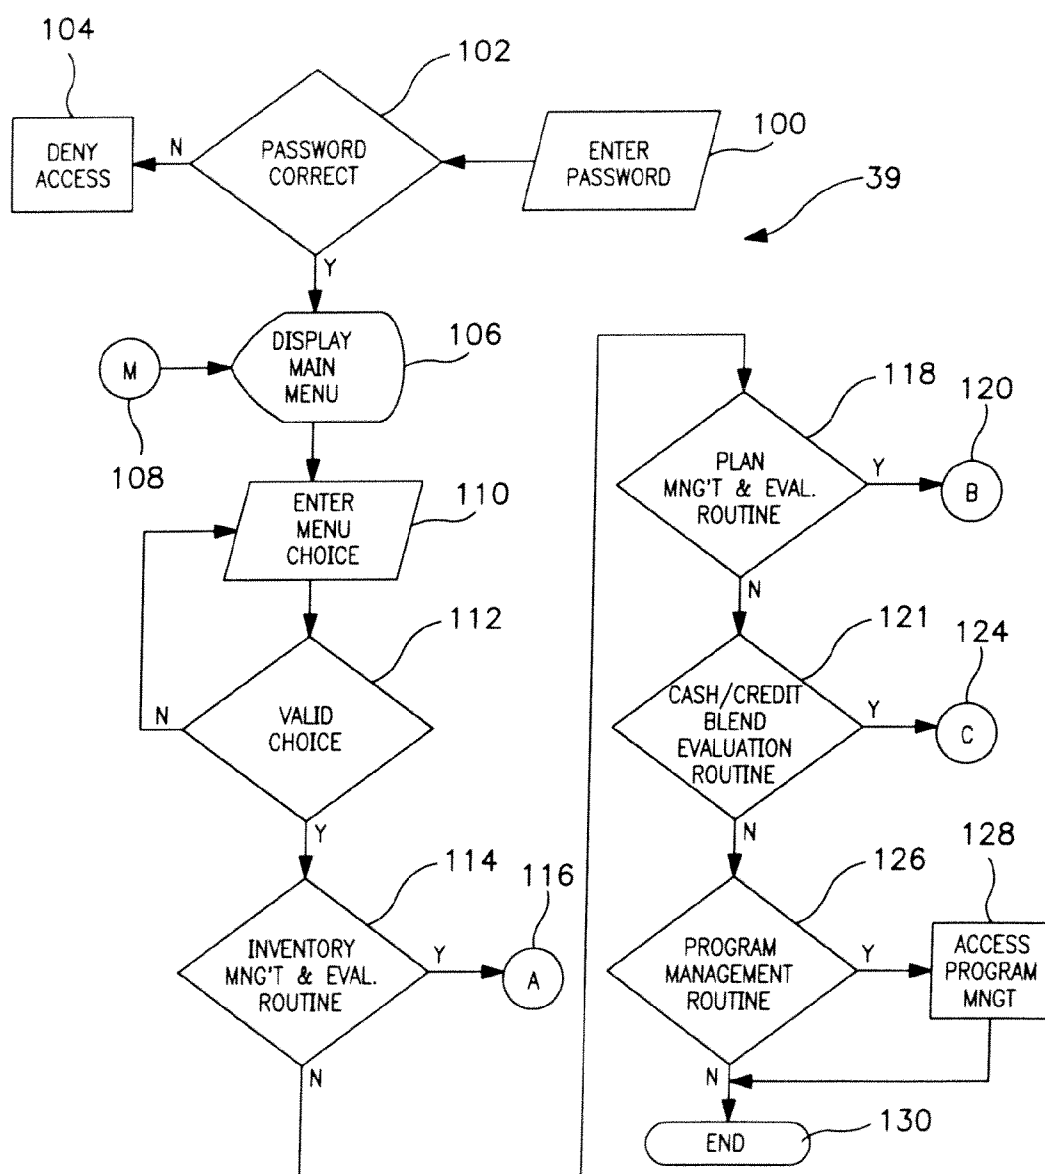 104
102
100
DENY
ACCESS
N
PASSWORD
CORRECT
ENTER
PASSWORD
39
Y
M
108
DISPLAY
MAIN
MENU
106
ENTER
MENU
CHOICE
110
VALID
CHOICE
112
N
Y
INVENTORY
MNG'T & EVAL.
ROUTINE
114
Y
A
116
N
PLAN
MNG'T & EVAL.
ROUTINE
118
Y
B
120
N
CASH/CREDIT
BLEND
EVALUATION
ROUTINE
121
Y
C
124
N
PROGRAM
MANAGEMENT
ROUTINE
126
Y
ACCESS
PROGRAM
MNGT
128
N
END
130